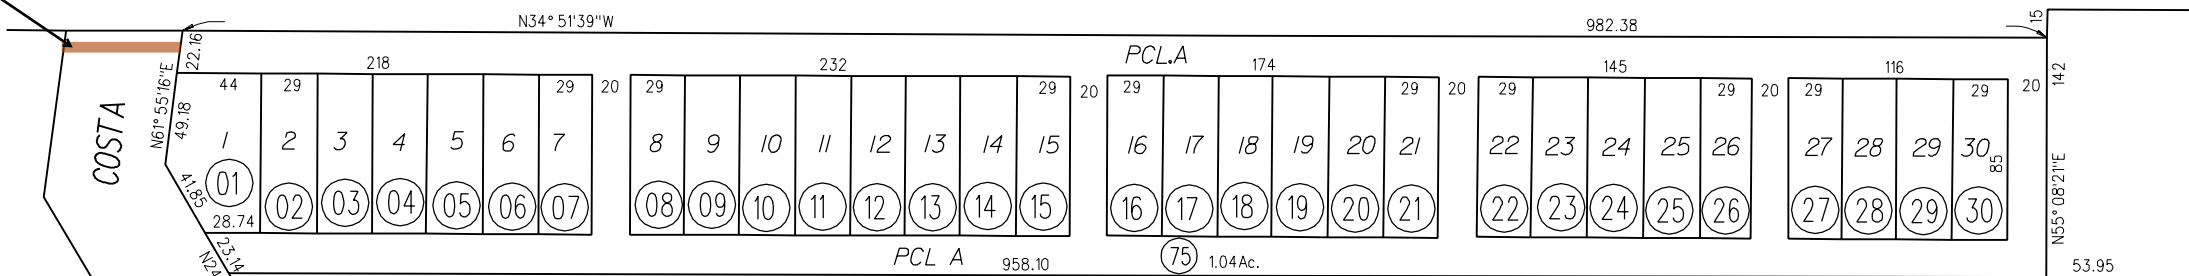 N34°51'39"W 982.38 15
22.16 218 232 PCL.A 174 145 116
44 29 29 20 29 29 20 29 29 20 29 29 20 29 29 20 142
COSTA N61°55'16"E 49.18
1 2 3 4 5 6 7 8 9 10 11 12 13 14 15 16 17 18 19 20 21 22 23 24 25 26 27 28 29 30 85
41.85
01 02 03 04 05 06 07 08 09 10 11 12 13 14 15 16 17 18 19 20 21 22 23 24 25 26 27 28 29 30
28.74 N55°08'21"E
23.14 N24
PCL A 958.10 75 1.04Ac. 53.95